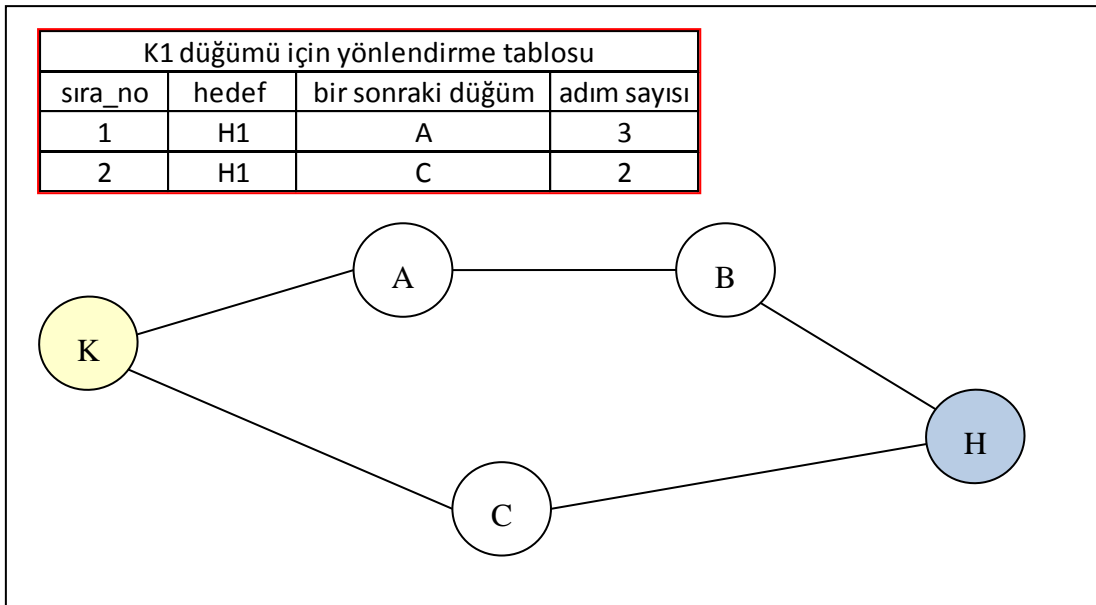 K1 düğümü için yönlendirme tablosu
sıra_no hedef bir sonraki düğüm adım sayısı
1 H1 A 3
2 H1 C 2
A B
K
H
C